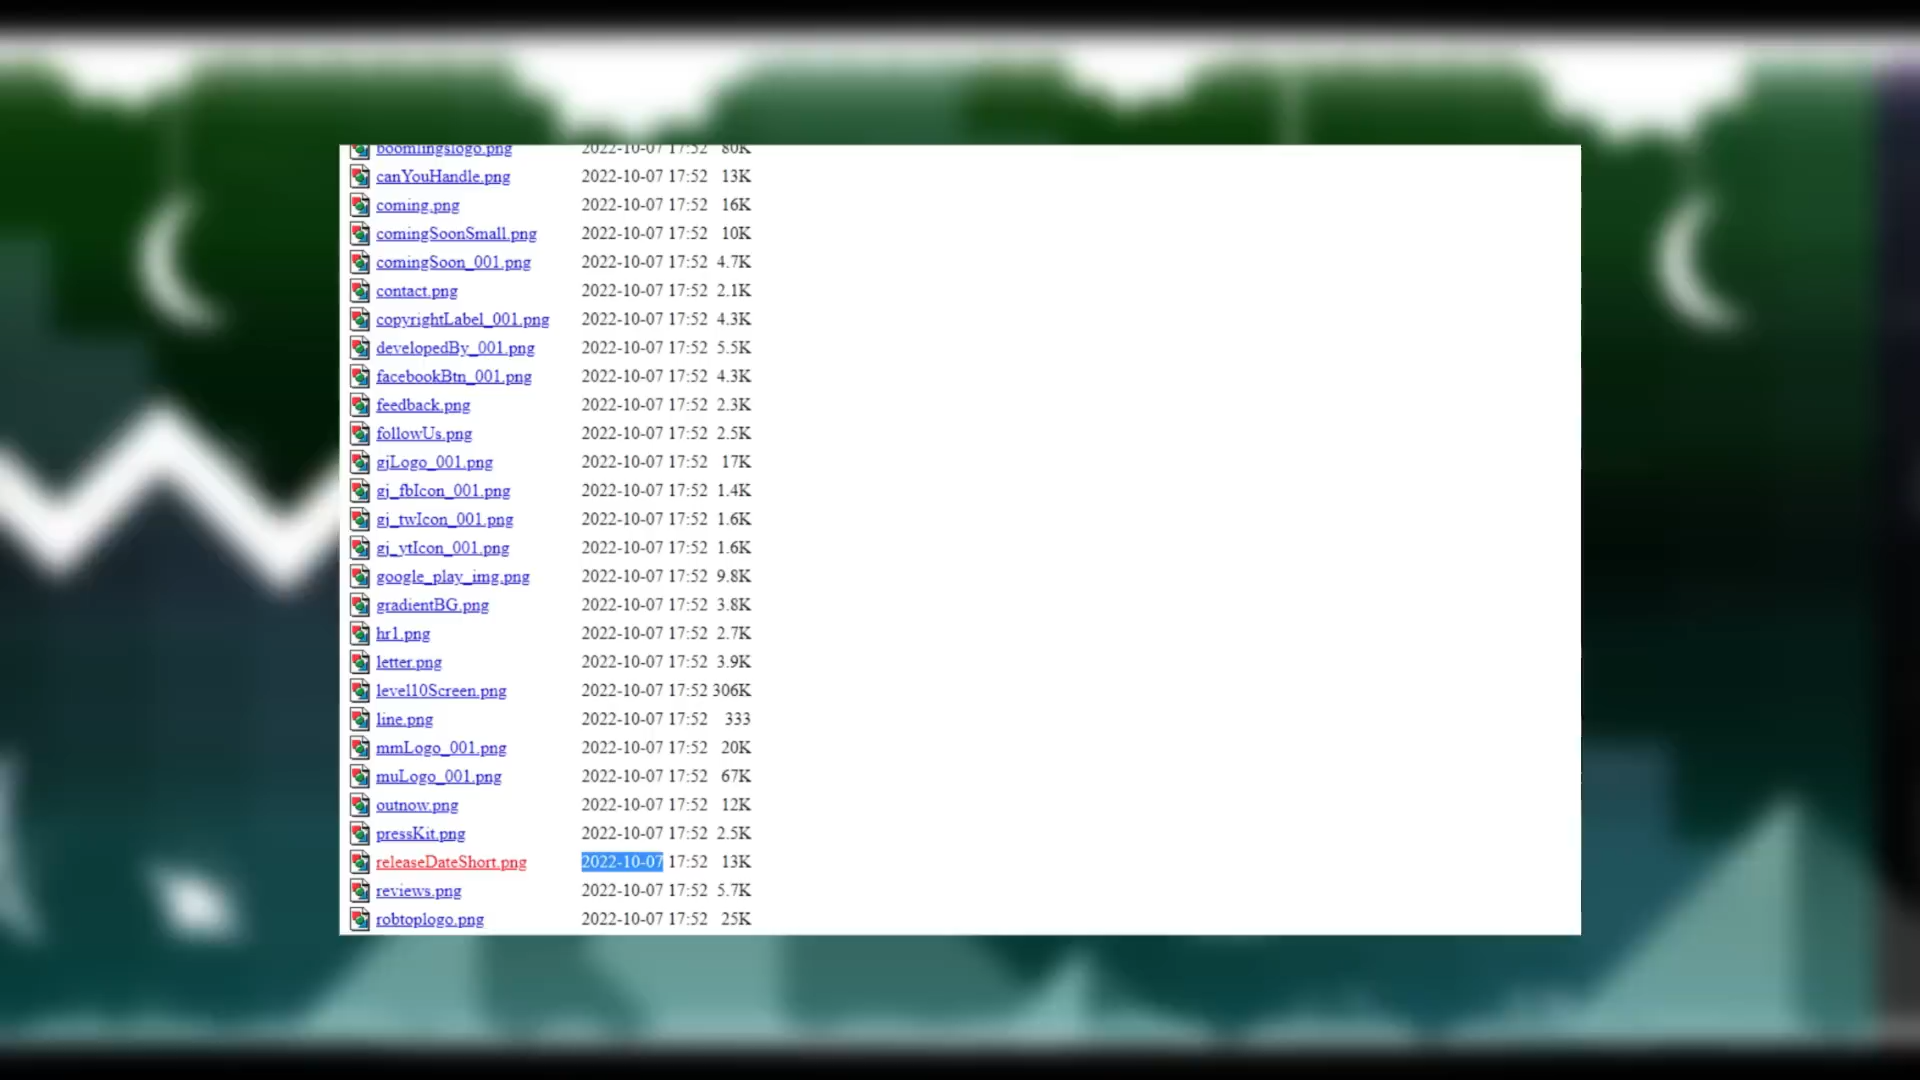 boomlingslogo.png 2022-10-07 17:52 80K
canYouHandle.png 2022-10-07 17:52 13K
coming.png 2022-10-07 17:52 16K
comingSoonSmall.png 2022-10-07 17:52 10K
comingSoon_001.png 2022-10-07 17:52 4.7K
contact.png 2022-10-07 17:52 2.1K
copyrightLabel_001.png 2022-10-07 17:52 4.3K
developedBy_001.png 2022-10-07 17:52 5.5K
facebookBtn_001.png 2022-10-07 17:52 4.3K
feedback.png 2022-10-07 17:52 2.3K
followUs.png 2022-10-07 17:52 2.5K
gjLogo_001.png 2022-10-07 17:52 17K
gj_fbIcon_001.png 2022-10-07 17:52 1.4K
gj_twIcon_001.png 2022-10-07 17:52 1.6K
gj_ytIcon_001.png 2022-10-07 17:52 1.6K
google_play_img.png 2022-10-07 17:52 9.8K
gradientBG.png 2022-10-07 17:52 3.8K
hr1.png 2022-10-07 17:52 2.7K
letter.png 2022-10-07 17:52 3.9K
level10Screen.png 2022-10-07 17:52 306K
line.png 2022-10-07 17:52 333
mmLogo_001.png 2022-10-07 17:52 20K
muLogo_001.png 2022-10-07 17:52 67K
outnow.png 2022-10-07 17:52 12K
pressKit.png 2022-10-07 17:52 2.5K
releaseDateShort.png 2022-10-07 17:52 13K
reviews.png 2022-10-07 17:52 5.7K
robtoplogo.png 2022-10-07 17:52 25K